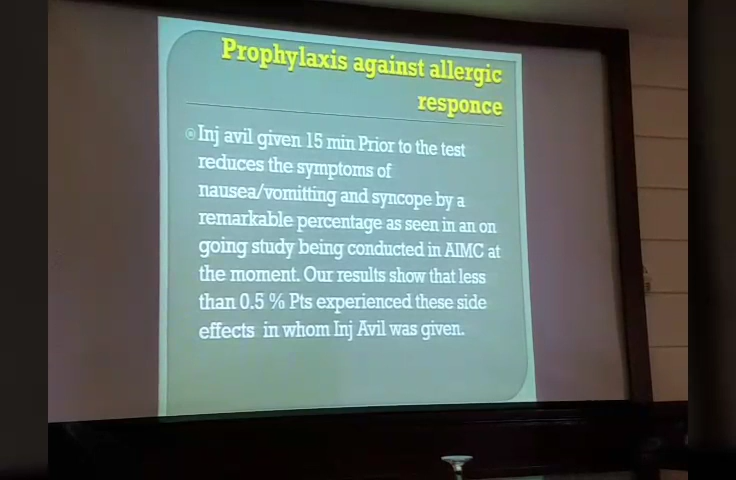 Prophylaxis against allergic
responce
Inj avil given 15 min Prior to the test
reduces the symptoms of
nausea/vomitting and syncope by a
remarkable percentage as seen in an on
going study being conducted in AIMC at
the moment. Our results show that less
than 0.5 % Pts experienced these side
effects in whom Inj Avil was given.